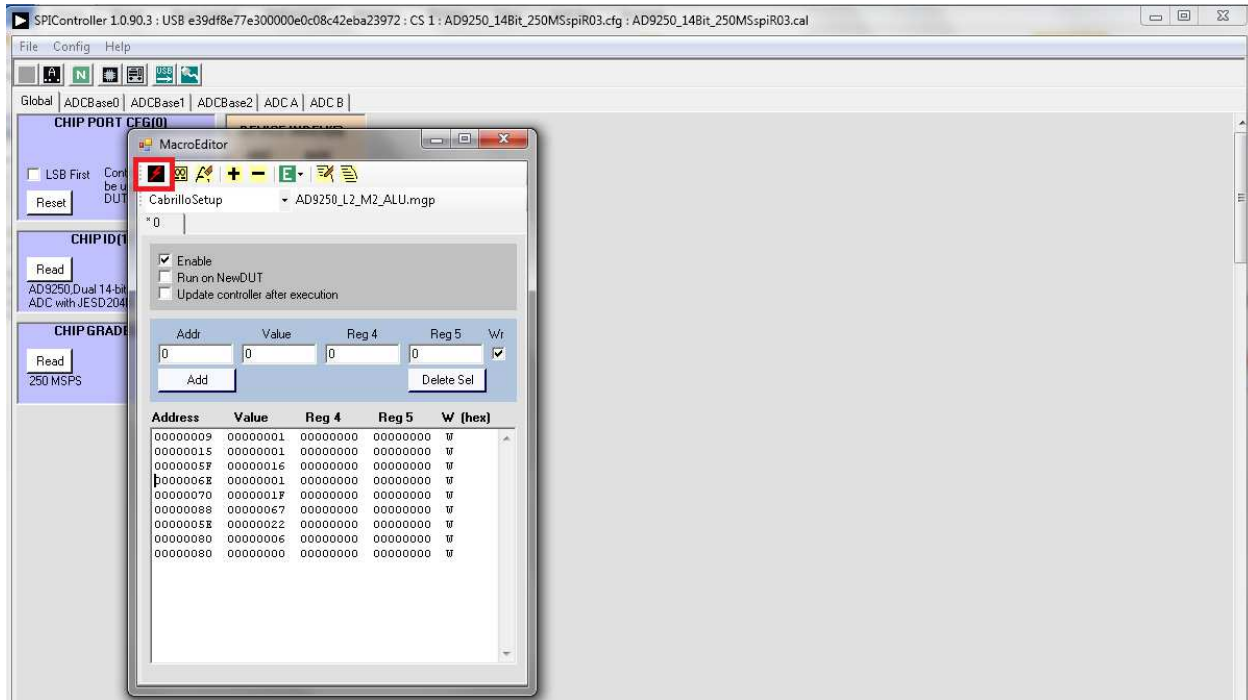 SPIController 1.0.90.3 : USB e39df8e77e300000e0c08c42eba23972 : CS 1 : AD9250_14Bit_250MSspiR03.cfg : AD9250_14Bit_250MSspiR03.cal
File Config Help
Global ADCBase0 ADCBase1 ADCBase2 ADC A ADC B
CHIP PORT CFG(0)
LSB First
Reset
DUT
CHIP ID(1
Read
AD9250,Dual 14-bit
ADC with JESD204
CHIP GRADE
Read
250 MSPS
MacroEditor
CabrilloSetup AD9250_L2_M2_ALU.mgp
* 0
Enable
Run on NewDUT
Update controller after execution
Addr Value Reg 4 Reg 5 Wr
0 0 0 0
Add Delete Sel
Address Value Reg 4 Reg 5 W (hex)
00000009 00000001 00000000 00000000 W
00000015 00000001 00000000 00000000 W
0000005F 00000016 00000000 00000000 W
0000006E 00000001 00000000 00000000 W
00000070 0000001F 00000000 00000000 W
00000088 00000067 00000000 00000000 W
0000005E 00000022 00000000 00000000 W
00000080 00000006 00000000 00000000 W
00000080 00000000 00000000 00000000 W